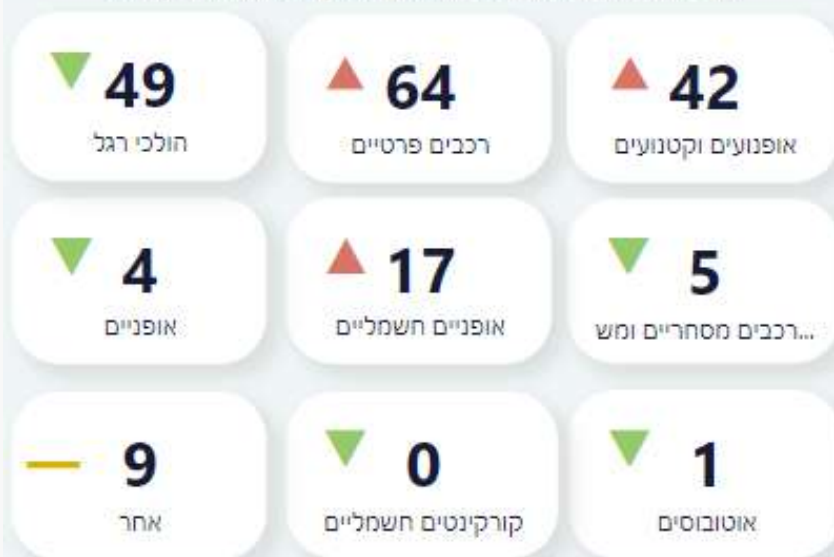 42
אופנועים וקטנועים
64
רכבים פרטיים
49
הולכי רגל
5
רכבים מסחריים ומש...
17
אופניים חשמליים
4
אופניים
1
אוטובוסים
0
קורקינטים חשמליים
9
אחר